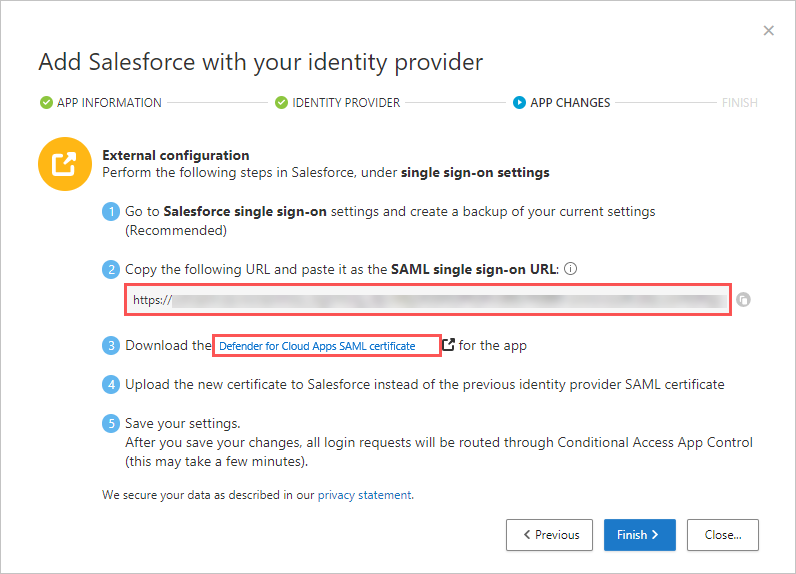 Add Salesforce with your identity provider
APP INFORMATION
IDENTITY PROVIDER
APP CHANGES
FINISH
External configuration
Perform the following steps in Salesforce, under single sign-on settings
1 Go to Salesforce single sign-on settings and create a backup of your current settings
(Recommended)
2 Copy the following URL and paste it as the SAML single sign-on URL:
https://
3 Download the Defender for Cloud Apps SAML certificate for the app
4 Upload the new certificate to Salesforce instead of the previous identity provider SAML certificate
5 Save your settings.
After you save your changes, all login requests will be routed through Conditional Access App Control
(this may take a few minutes).
We secure your data as described in our privacy statement.
Previous
Finish
Close...